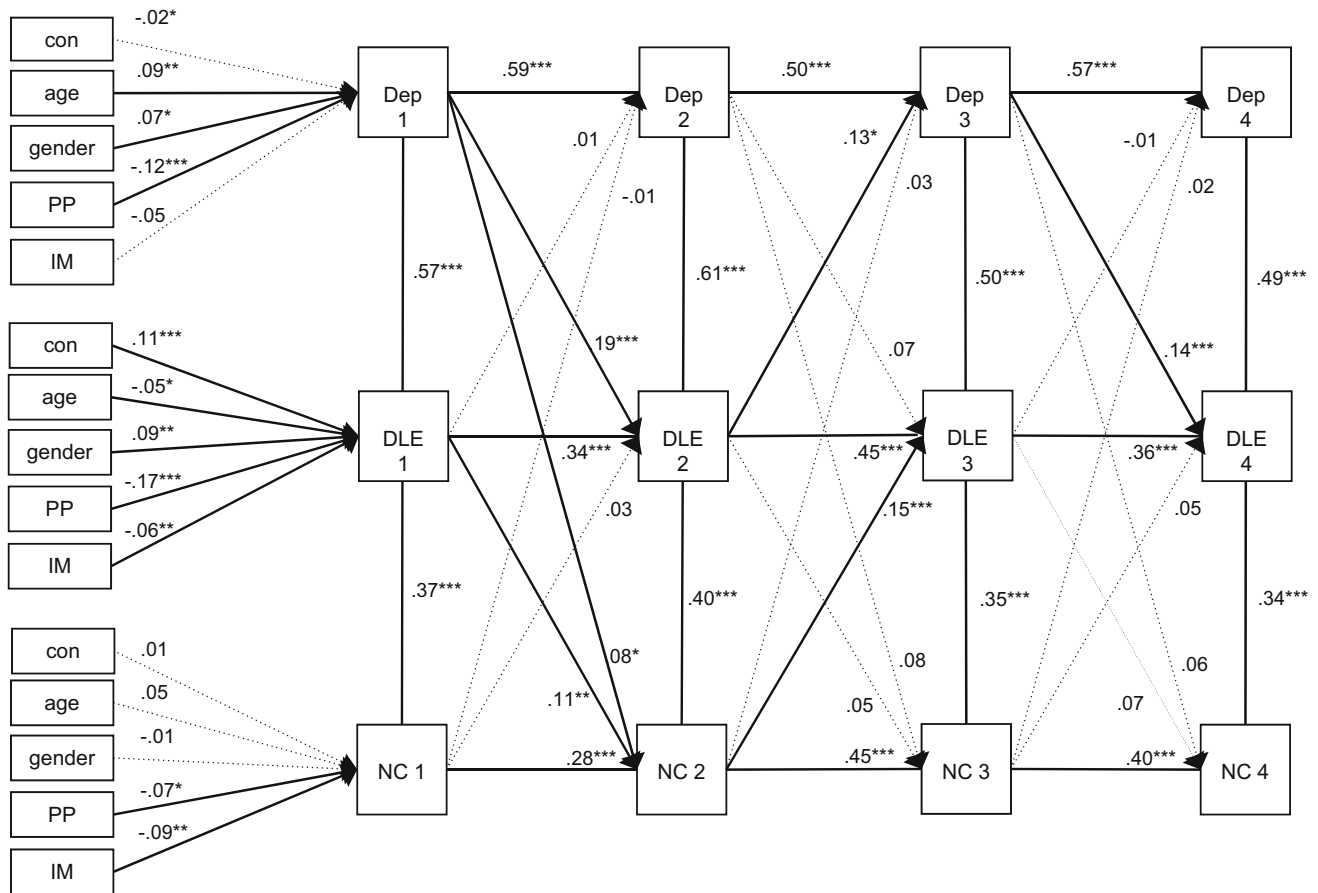 con
-.02*
age
.09**
gender
.07*
PP
-.12***
IM
-.05
Dep
1
.59***
Dep
2
.50***
Dep
3
.57***
Dep
4
.01
-.01
.13*
.03
-.01
.02
.57***
.61***
.50***
.49***
19***
.07
.14***
con
.11***
age
-.05*
gender
.09**
PP
-.17***
IM
-.06**
DLE
1
.34***
DLE
2
.45***
DLE
3
.36***
DLE
4
.03
.15***
.05
.37***
.40***
.35***
.34***
08*
.11**
.08
.05
.06
.07
con
.01
age
.05
gender
-.01
PP
-.07*
IM
-.09**
NC 1
.28***
NC 2
.45***
NC 3
.40***
NC 4